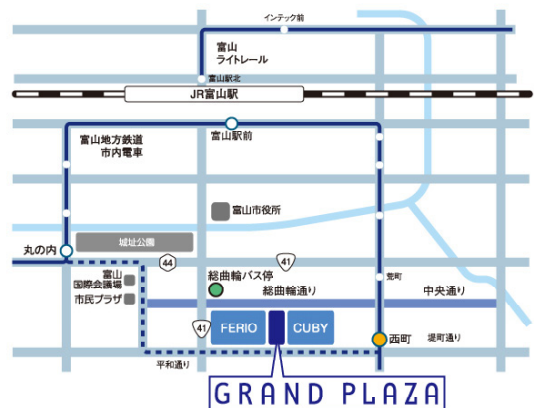 インテック前
富山
ライトレール
富山駅北
JR富山駅
富山地方鉄道
市内電車
富山駅前
富山市役所
丸の内
城址公園
44
41
富山
国際会議場
市民プラザ
総曲輪バス停
総曲輪通り
荒町
中央通り
41
FERIO
CUBY
西町
堤町通り
平和通り
GRAND PLAZA